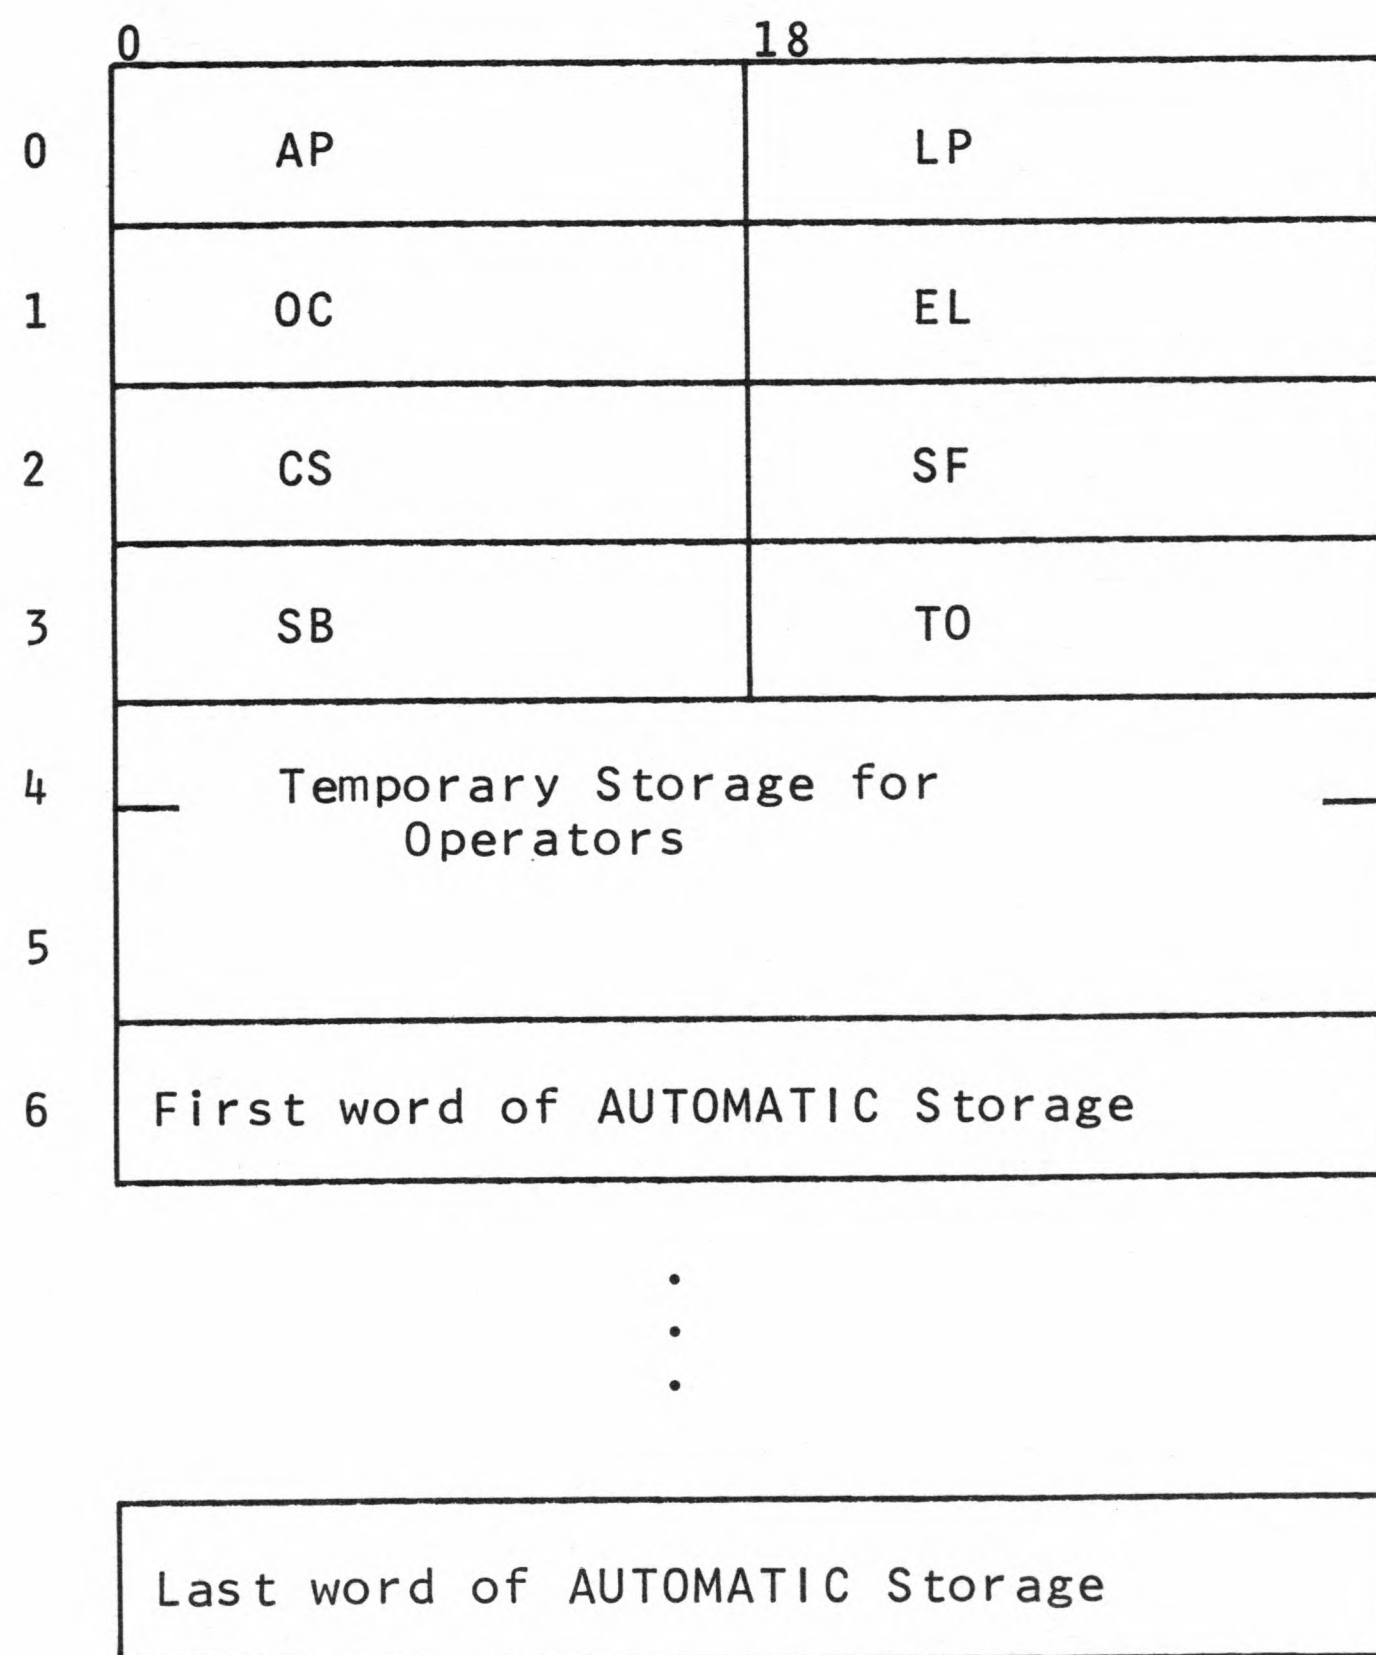 0 18
0 AP LP
1 OC EL
2 CS SF
3 SB TO
4 Temporary Storage for
Operators
5
6 First word of AUTOMATIC Storage
Last word of AUTOMATIC Storage